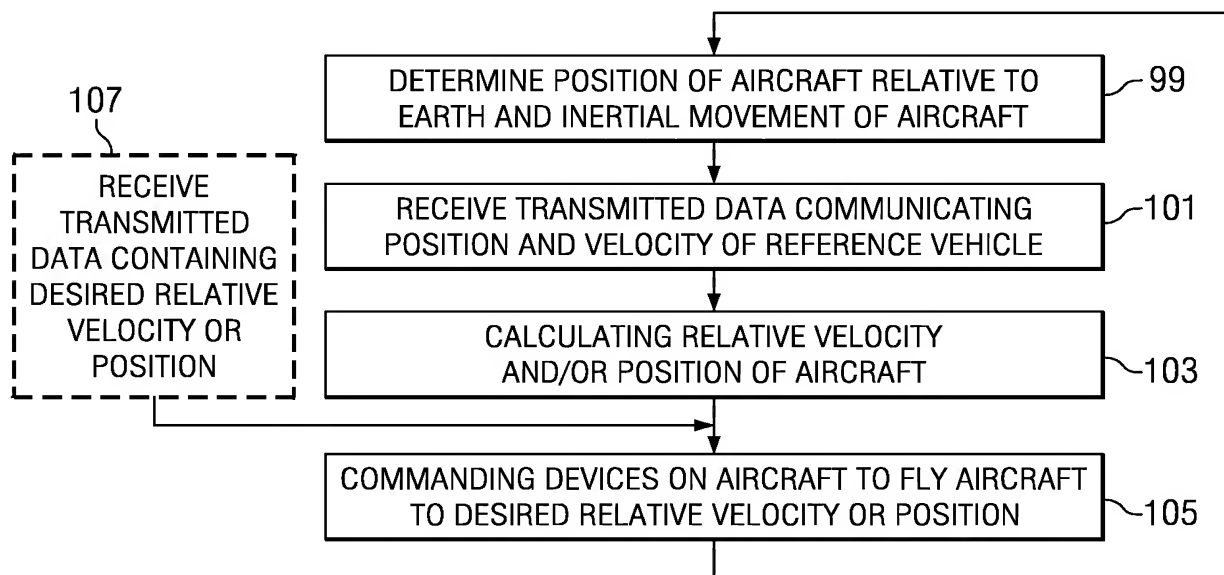 DETERMINE POSITION OF AIRCRAFT RELATIVE TO
EARTH AND INERTIAL MOVEMENT OF AIRCRAFT
99
107
RECEIVE
TRANSMITTED
DATA CONTAINING
DESIRED RELATIVE
VELOCITY OR
POSITION
RECEIVE TRANSMITTED DATA COMMUNICATING
POSITION AND VELOCITY OF REFERENCE VEHICLE
101
CALCULATING RELATIVE VELOCITY
AND/OR POSITION OF AIRCRAFT
103
COMMANDING DEVICES ON AIRCRAFT TO FLY AIRCRAFT
TO DESIRED RELATIVE VELOCITY OR POSITION
105